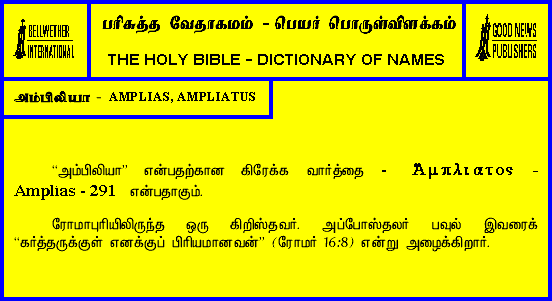 BELLWETHER
INTERNATIONAL
பரிசுத்த வேதாகமம் - பெயர் பொருள்விளக்கம்
THE HOLY BIBLE - DICTIONARY OF NAMES
GOOD NEWS
PUBLISHERS
அம்பிலியா - AMPLIAS, AMPLIATUS
“அம்பிலியா” என்பதற்கான கிரேக்க வார்த்தை - Ἀμπλιατος -
Amplias - 291 என்பதாகும்.
ரோமாபுரியிலிருந்த ஒரு கிறிஸ்தவர். அப்போஸ்தலர் பவுல் இவரைக்
“கர்த்தருக்குள் எனக்குப் பிரியமானவன்” (ரோமர் 16:8) என்று அழைக்கிறார்.